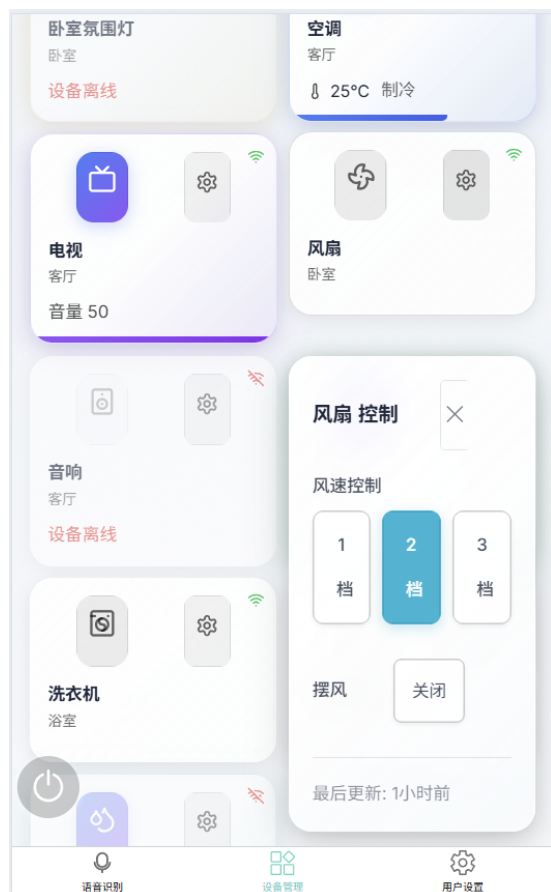 卧室氛围灯
卧室
设备离线
空调
客厅
25°C 制冷
电视
客厅
音量 50
风扇
卧室
音响
客厅
设备离线
风扇 控制
风速控制
1
档
2
档
3
档
摆风
关闭
最后更新: 1小时前
洗衣机
浴室
语音识别
设备管理
用户设置